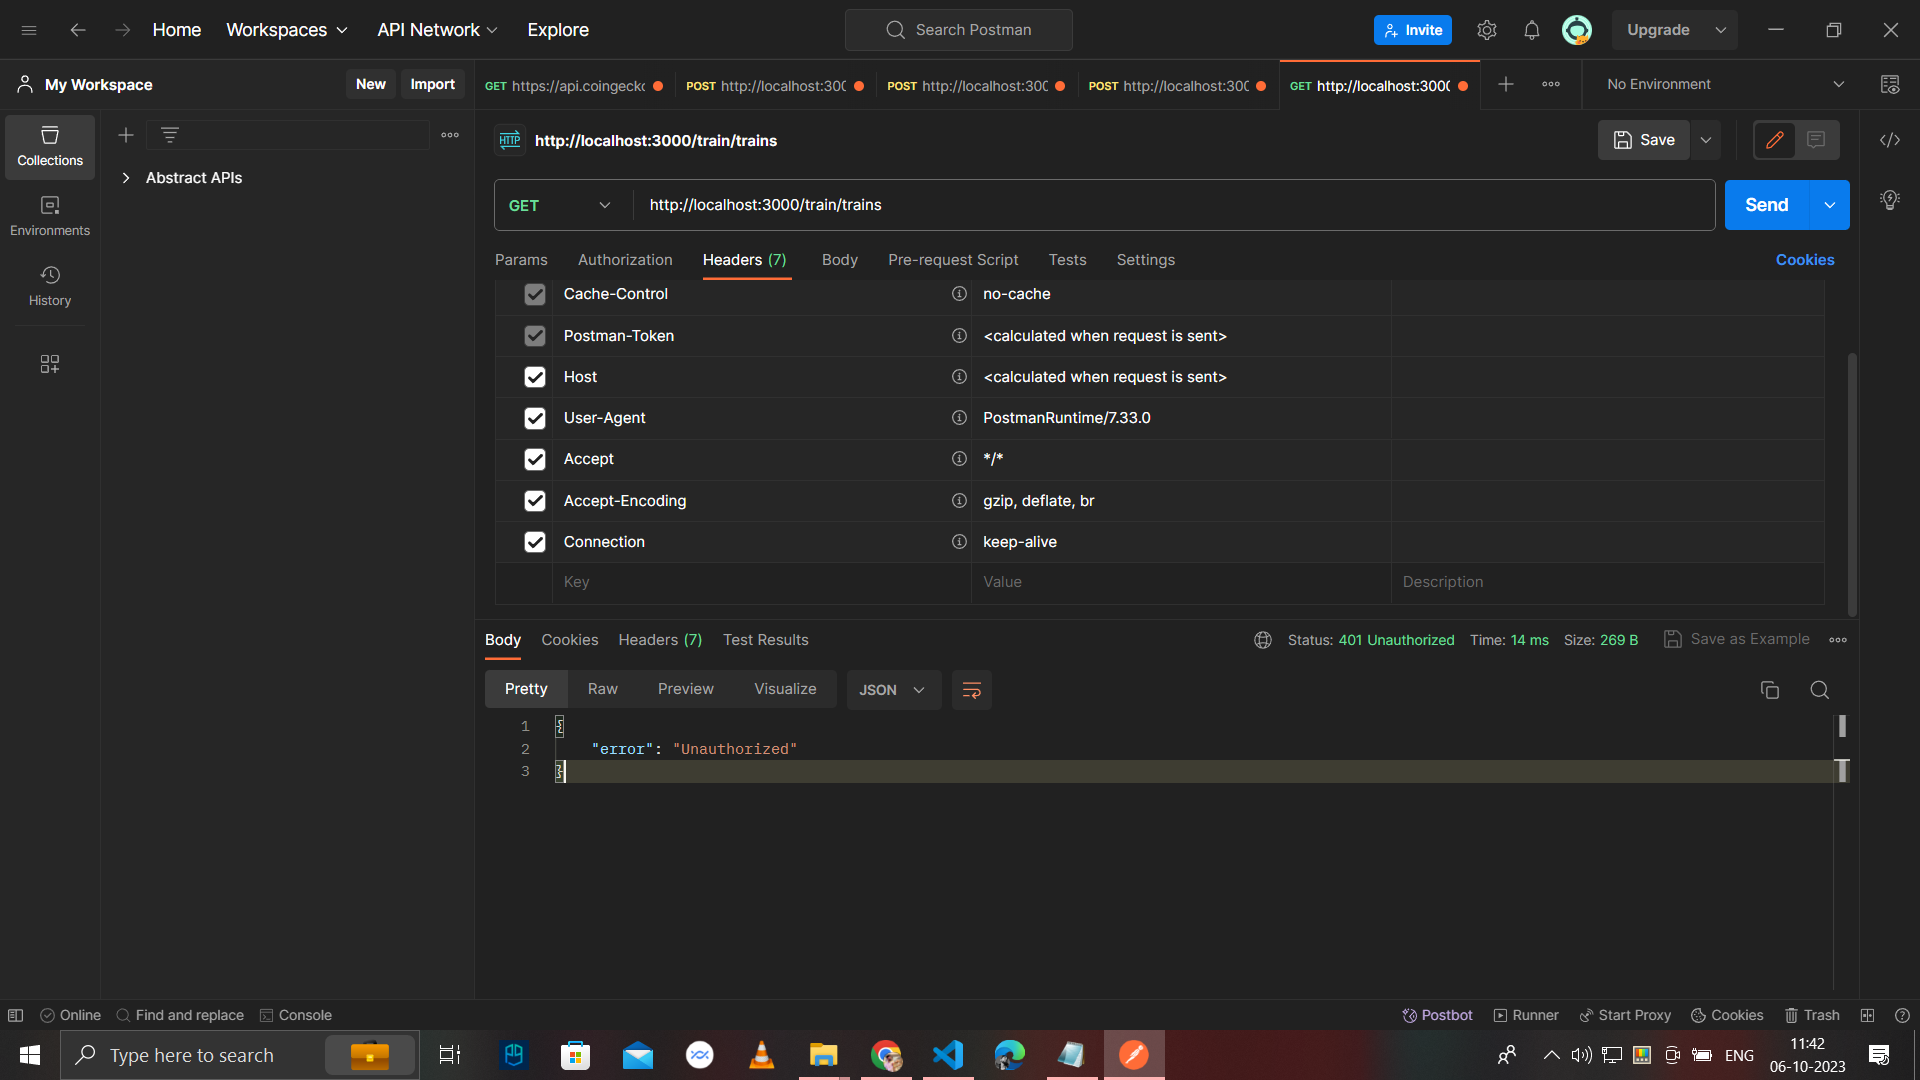 Home
Workspaces
API Network
Explore
Search Postman
Invite
Upgrade
My Workspace
New
Import
GET https://api.coingecko
POST http://localhost:300
POST http://localhost:300
POST http://localhost:300
GET http://localhost:3000
No Environment
Collections
Environments
History
Abstract APIs
HTTP
http://localhost:3000/train/trains
Save
GET
http://localhost:3000/train/trains
Send
Params
Authorization
Headers (7)
Body
Pre-request Script
Tests
Settings
Cookies
Cache-Control
no-cache
Postman-Token
<calculated when request is sent>
Host
<calculated when request is sent>
User-Agent
PostmanRuntime/7.33.0
Accept
*/*
Accept-Encoding
gzip, deflate, br
Connection
keep-alive
Key
Value
Description
Body
Cookies
Headers (7)
Test Results
Status: 401 Unauthorized
Time: 14 ms
Size: 269 B
Save as Example
Pretty
Raw
Preview
Visualize
JSON
1 {
2 "error": "Unauthorized"
3 }
Online
Find and replace
Console
Postbot
Runner
Start Proxy
Cookies
Trash
Type here to search
ENG
11:42
06-10-2023